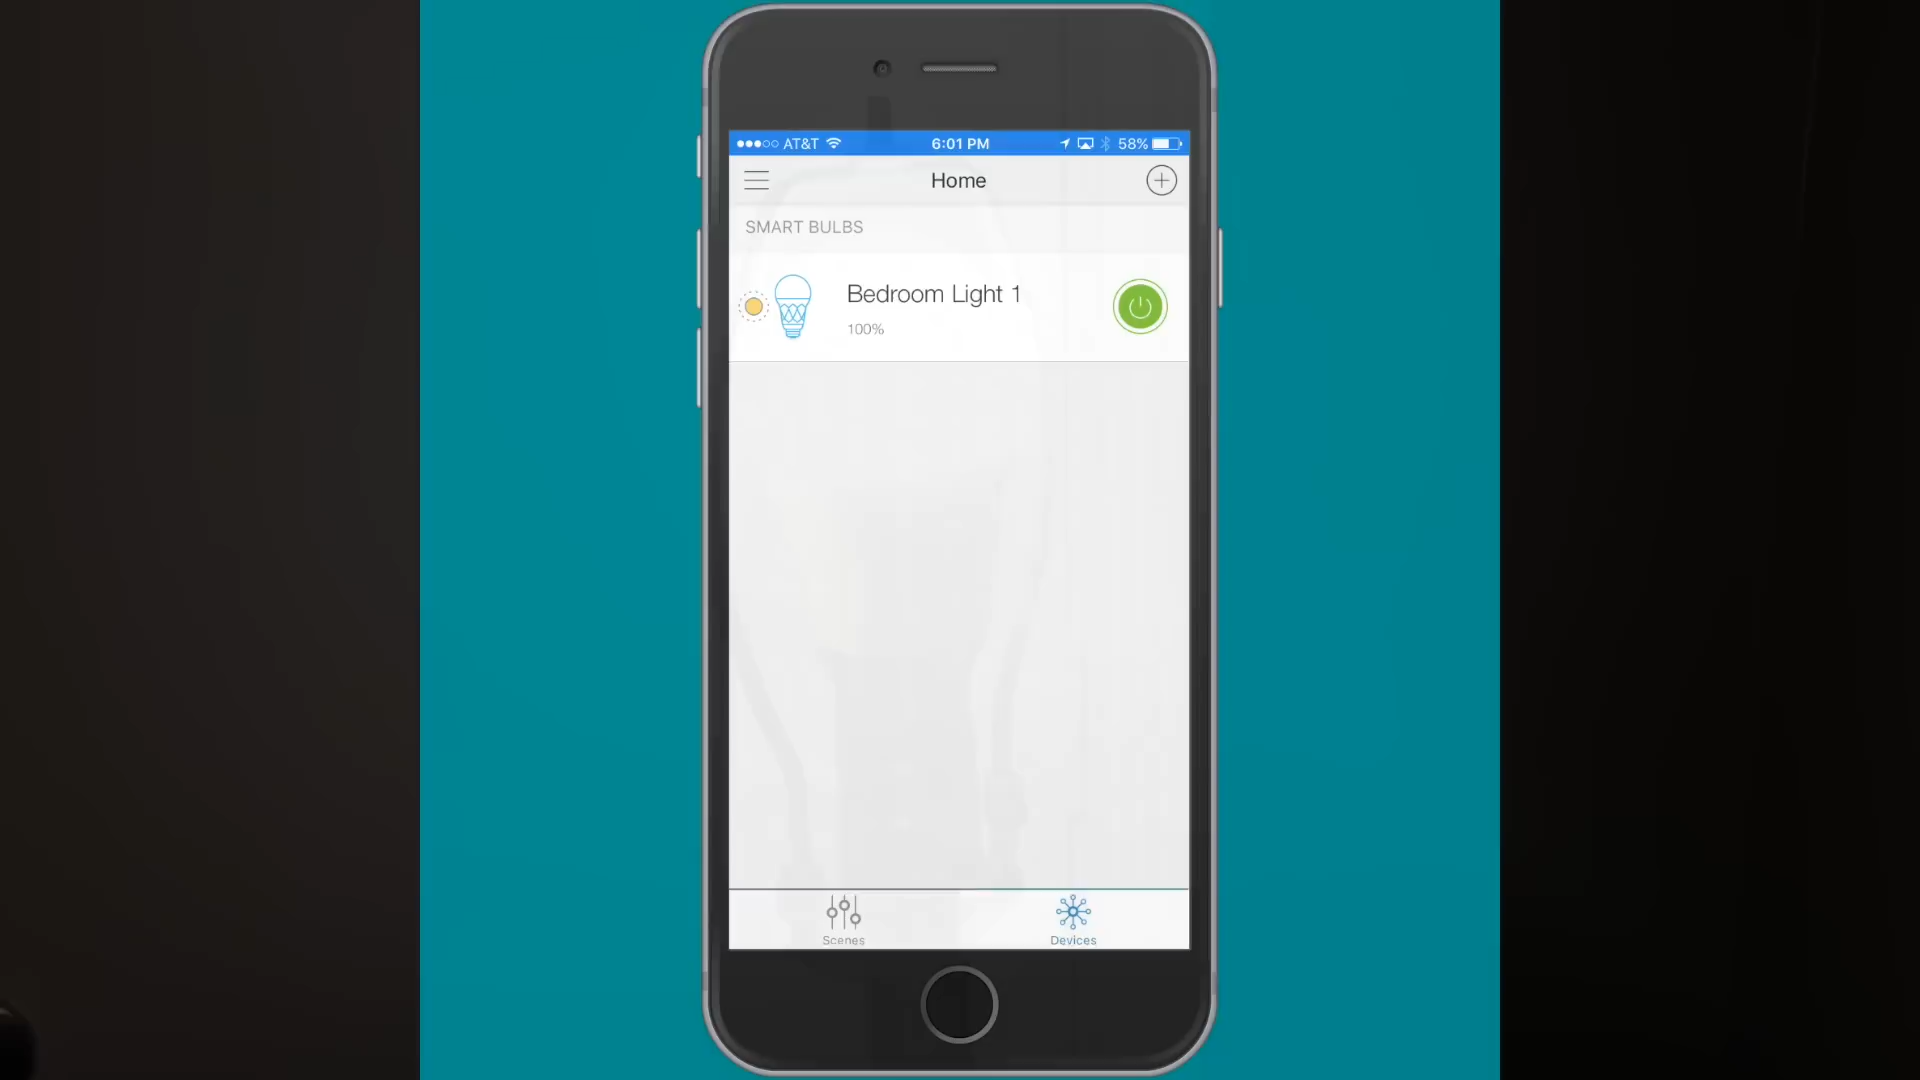 AT&T 6:01 PM 58%
Home
SMART BULBS
Bedroom Light 1
100%
Scenes Devices